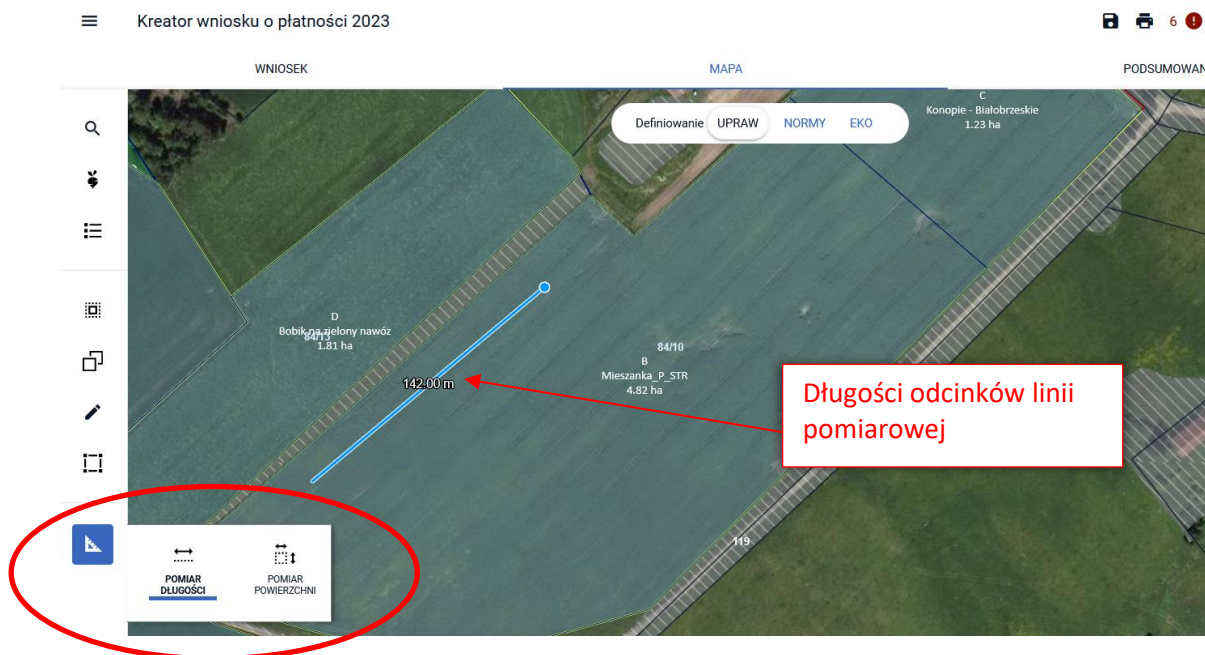 Kreator wniosku o płatności 2023
6
WNIOSEK
MAPA
PODSUMOWAN
Definiowanie UPRAW NORMY EKO
C
Konopie - Białobrzeskie
1.23 ha
D
Bobik na zielony nawóz
84/13
1.81 ha
84/10
B
Mieszanka_P_STR
4.82 ha
142.00 m
Długości odcinków linii
pomiarowej
119
POMIAR
DŁUGOŚCI
POMIAR
POWIERZCHNI